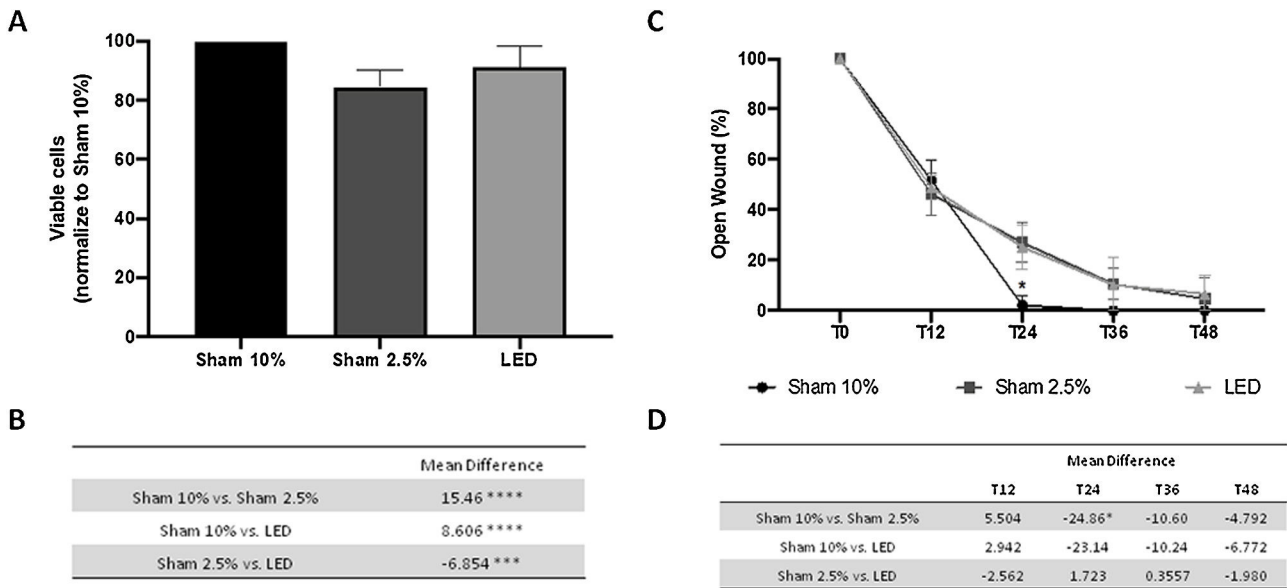 A
Viable cells
(normalize to Sham 10%)
100
80
60
40
20
0
Sham 10%
Sham 2.5%
LED
B
Mean Difference
Sham 10% vs. Sham 2.5% 15.46 ****
Sham 10% vs. LED 8.606 ****
Sham 2.5% vs. LED -6.854 ***
C
Open Wound (%)
100
80
60
40
20
0
*
T0 T12 T24 T36 T48
Sham 10% Sham 2.5% LED
D
Mean Difference
T12 T24 T36 T48
Sham 10% vs. Sham 2.5% 5.504 -24.86* -10.60 -4.792
Sham 10% vs. LED 2.942 -23.14 -10.24 -6.772
Sham 2.5% vs. LED -2.562 1.723 0.3557 -1.980